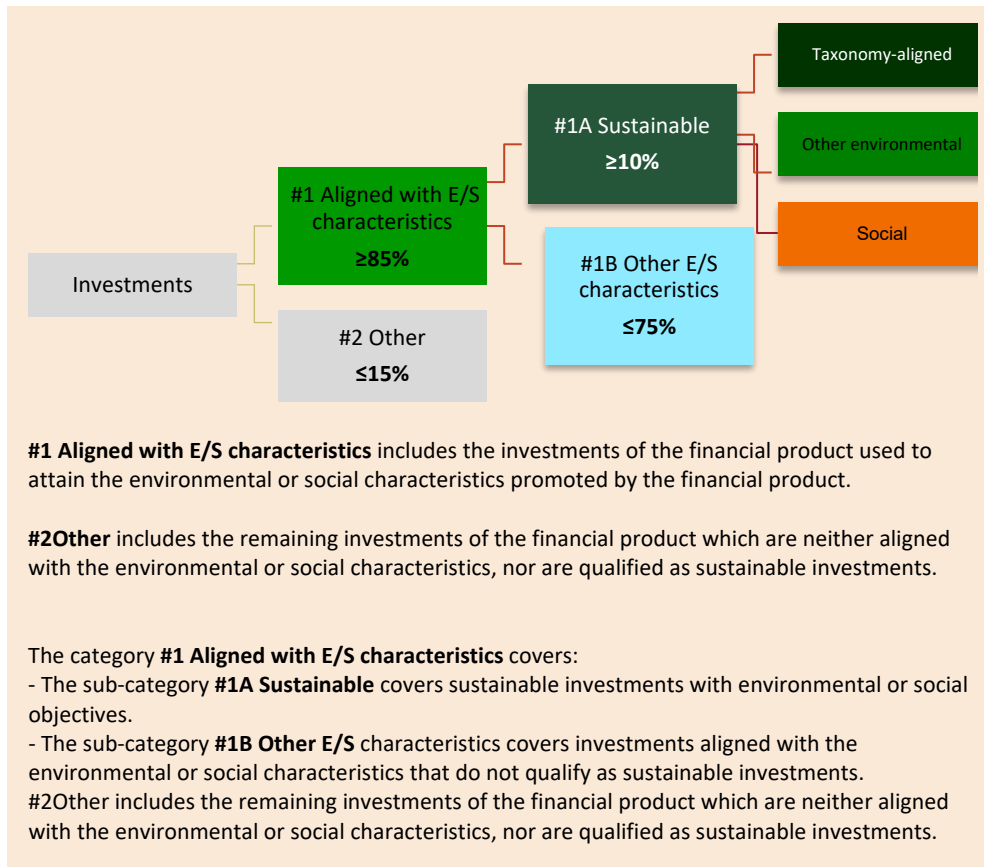 Taxonomy-aligned
#1A Sustainable
≥10%
Other environmental
#1 Aligned with E/S
characteristics
≥85%
Social
#1B Other E/S
characteristics
≤75%
Investments
#2 Other
≤15%
#1 Aligned with E/S characteristics includes the investments of the financial product used to
attain the environmental or social characteristics promoted by the financial product.
#2Other includes the remaining investments of the financial product which are neither aligned
with the environmental or social characteristics, nor are qualified as sustainable investments.
The category #1 Aligned with E/S characteristics covers:
- The sub-category #1A Sustainable covers sustainable investments with environmental or social
objectives.
- The sub-category #1B Other E/S characteristics covers investments aligned with the
environmental or social characteristics that do not qualify as sustainable investments.
#2Other includes the remaining investments of the financial product which are neither aligned
with the environmental or social characteristics, nor are qualified as sustainable investments.